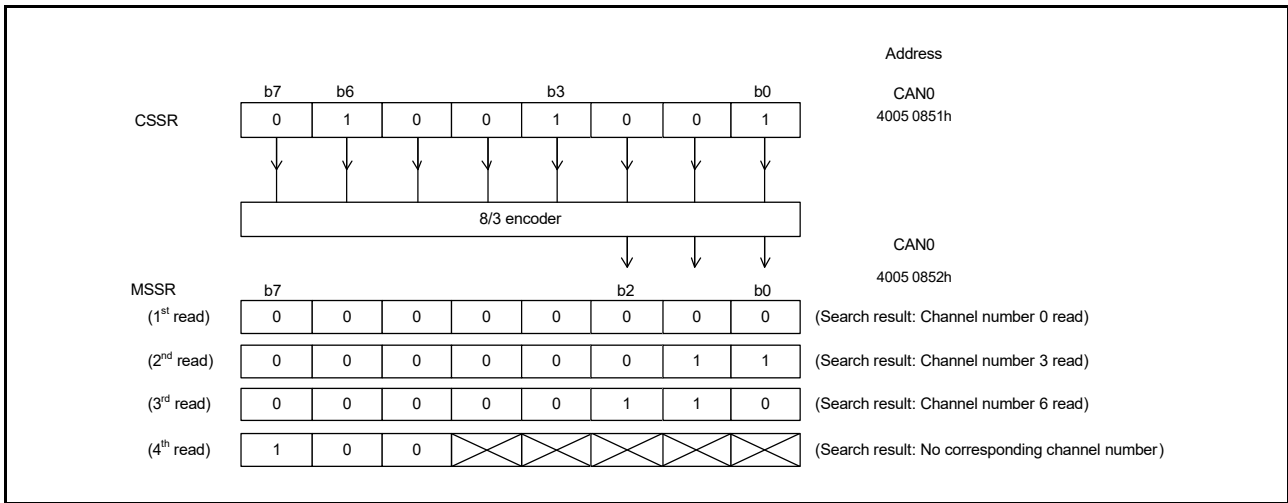 Address
b7 b6 b3 b0 CAN0
CSSR 0 1 0 0 1 0 0 1 4005 0851h
8/3 encoder
CAN0
4005 0852h
MSSR b7 b2 b0
(1st read) 0 0 0 0 0 0 0 0 (Search result: Channel number 0 read)
(2nd read) 0 0 0 0 0 0 1 1 (Search result: Channel number 3 read)
(3rd read) 0 0 0 0 0 1 1 0 (Search result: Channel number 6 read)
(4th read) 1 0 0 (Search result: No corresponding channel number)